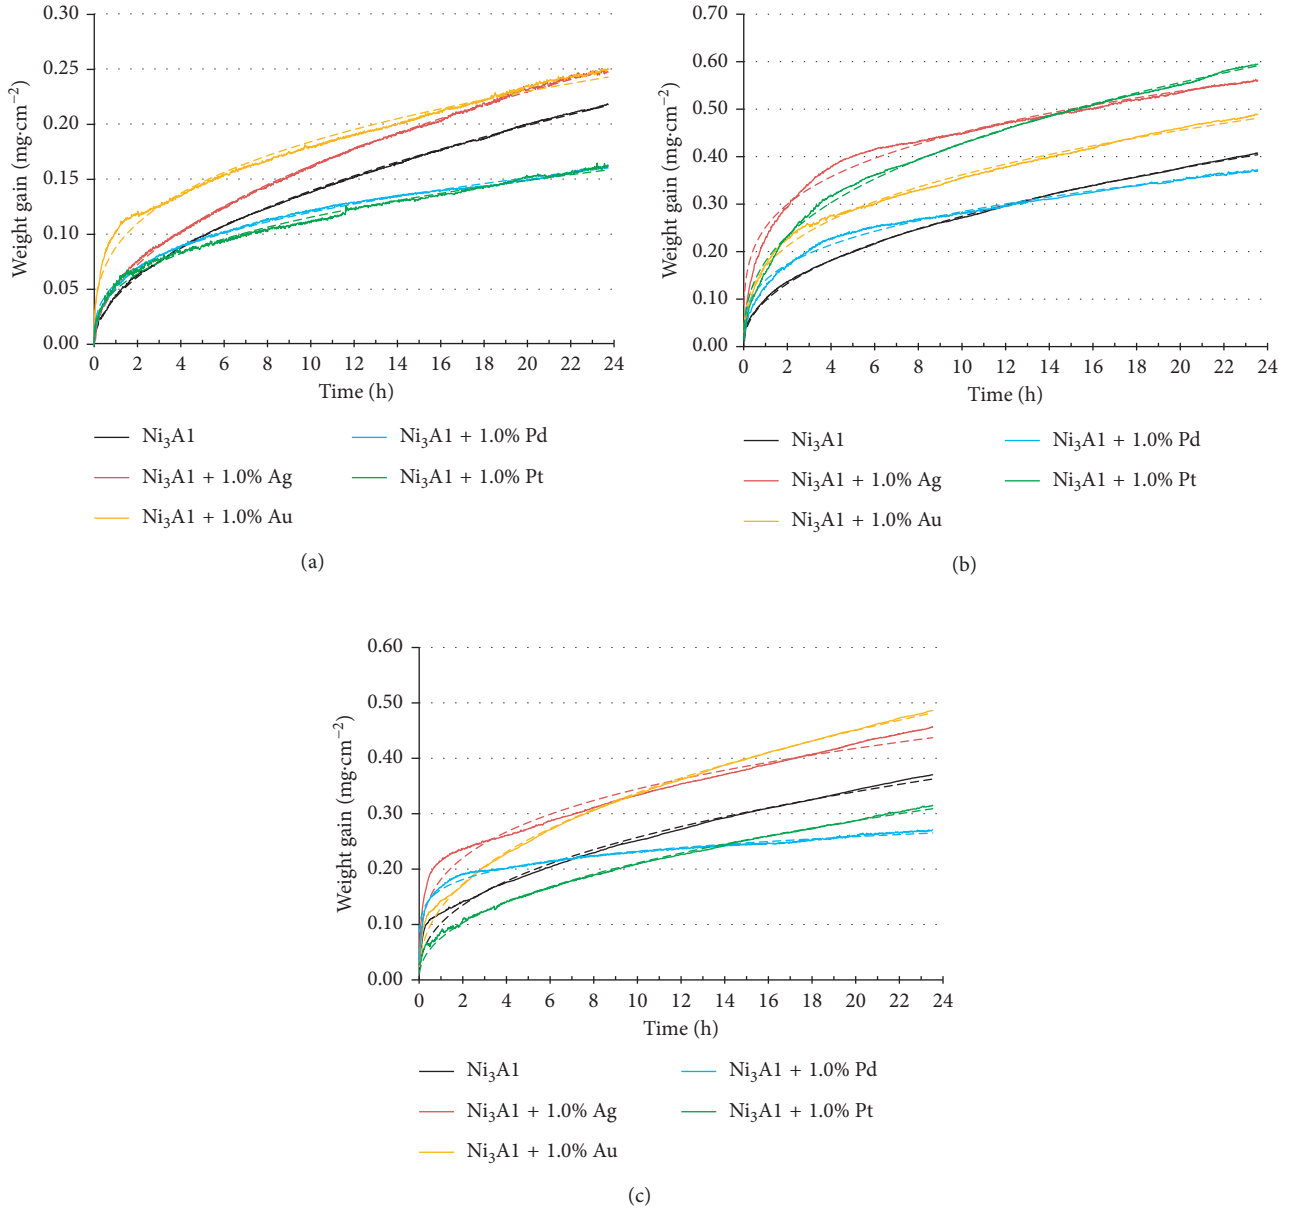 0.30
0.25
0.20
0.15
0.10
0.05
0.00
Weight gain (mg·cm−2)
0 2 4 6 8 10 12 14 16 18 20 22 24
Time (h)
Ni3A1
Ni3A1 + 1.0% Ag
Ni3A1 + 1.0% Au
Ni3A1 + 1.0% Pd
Ni3A1 + 1.0% Pt
(a)
0.70
0.60
0.50
0.40
0.30
0.20
0.10
0.00
Weight gain (mg·cm−2)
0 2 4 6 8 10 12 14 16 18 20 22 24
Time (h)
Ni3A1
Ni3A1 + 1.0% Ag
Ni3A1 + 1.0% Au
Ni3A1 + 1.0% Pd
Ni3A1 + 1.0% Pt
(b)
0.60
0.50
0.40
0.30
0.20
0.10
0.00
Weight gain (mg·cm−2)
0 2 4 6 8 10 12 14 16 18 20 22 24
Time (h)
Ni3A1
Ni3A1 + 1.0% Ag
Ni3A1 + 1.0% Au
Ni3A1 + 1.0% Pd
Ni3A1 + 1.0% Pt
(c)